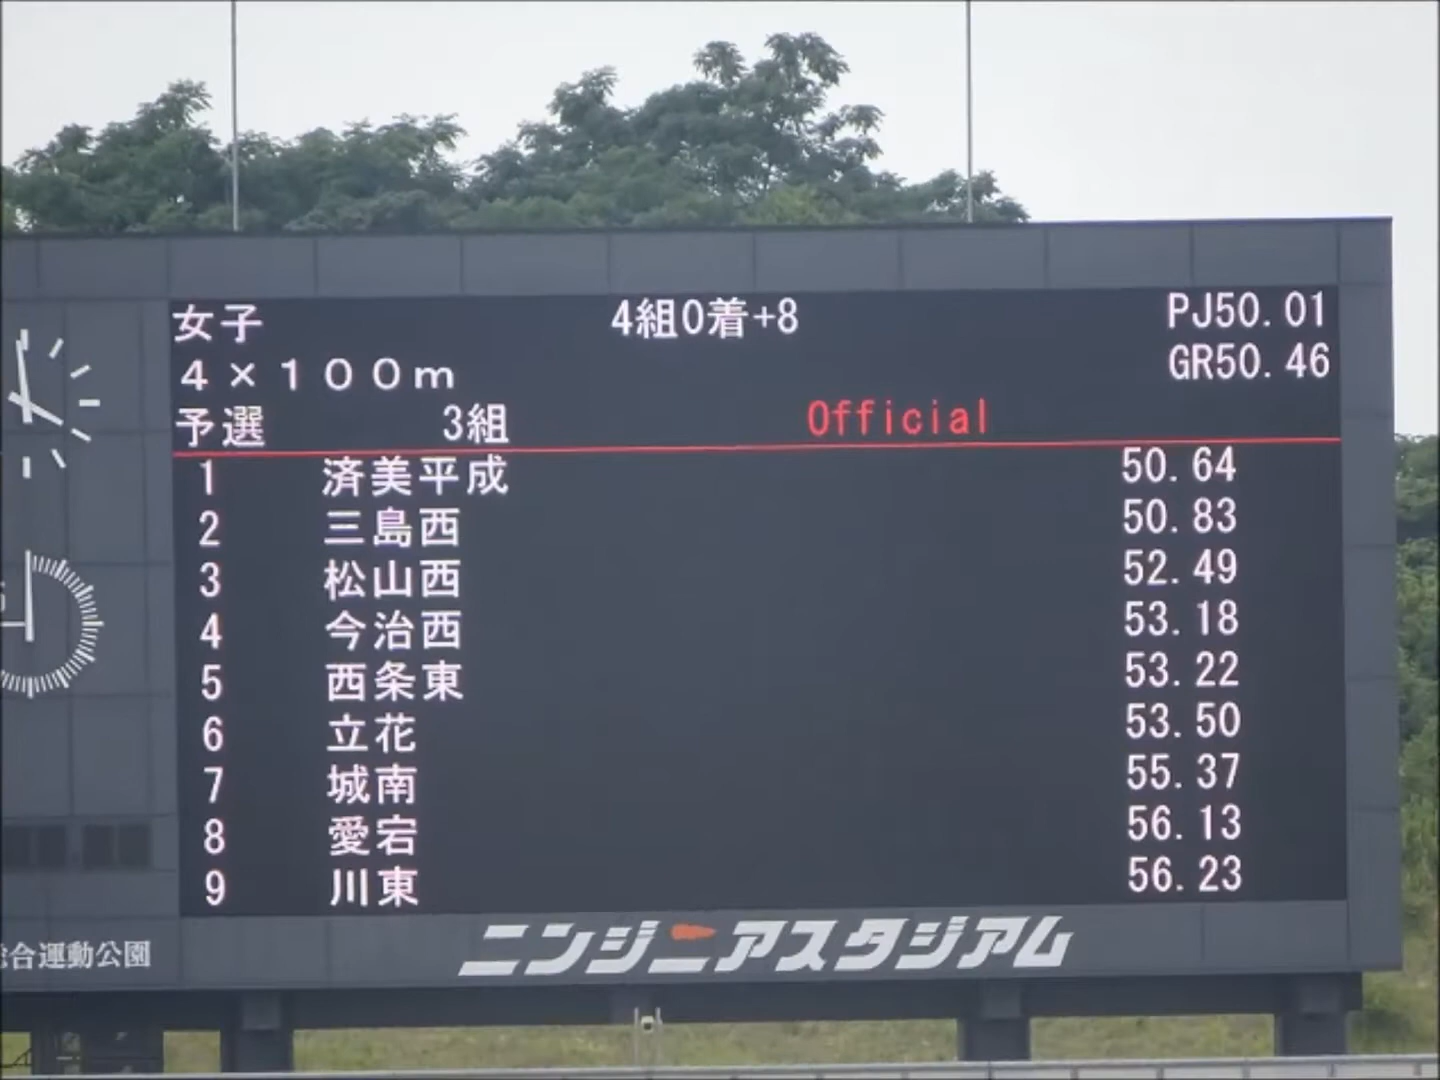 女子 4組0着+8 PJ50.01
4×100m GR50.46
予選 3組 Official
1 済美平成 50.64
2 三島西 50.83
3 松山西 52.49
4 今治西 53.18
5 西条東 53.22
6 立花 53.50
7 城南 55.37
8 愛宕 56.13
9 川東 56.23
ニンジニアスタジアム
総合運動公園